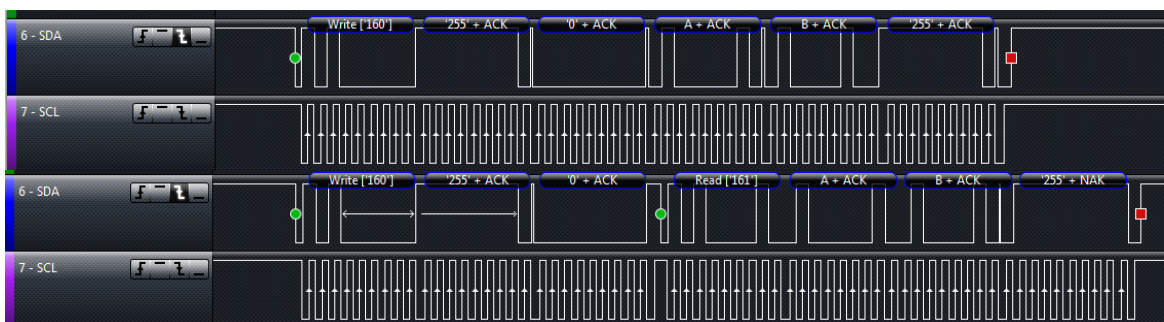 6 - SDA
Write ['160'] '255' + ACK '0' + ACK A + ACK B + ACK '255' + ACK
7 - SCL
6 - SDA
Write ['160'] '255' + ACK '0' + ACK Read ['161'] A + ACK B + ACK '255' + NAK
7 - SCL